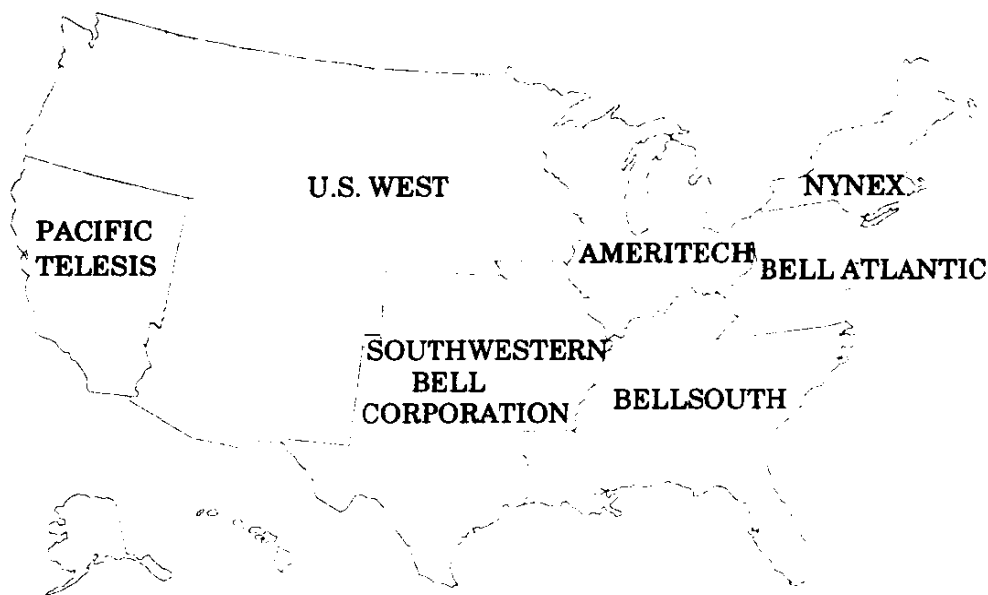 U.S. WEST
NYNEX
PACIFIC
TELESIS
AMERITECH
BELL ATLANTIC
SOUTHWESTERN
BELL
CORPORATION
BELLSOUTH